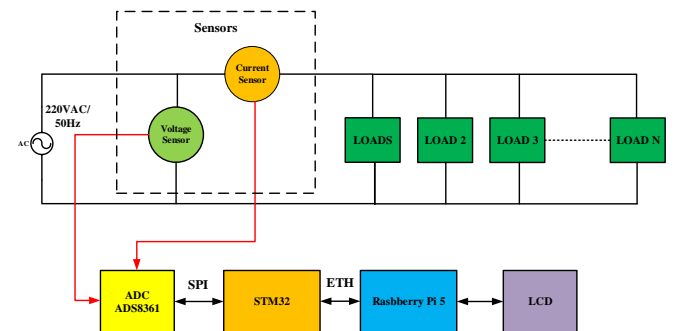 Sensors
Current
Sensor
220VAC/
50Hz
Voltage
Sensor
AC
LOADS
LOAD 2
LOAD 3
LOAD N
SPI
ETH
ADC
ADS8361
STM32
Rasbberry Pi 5
LCD